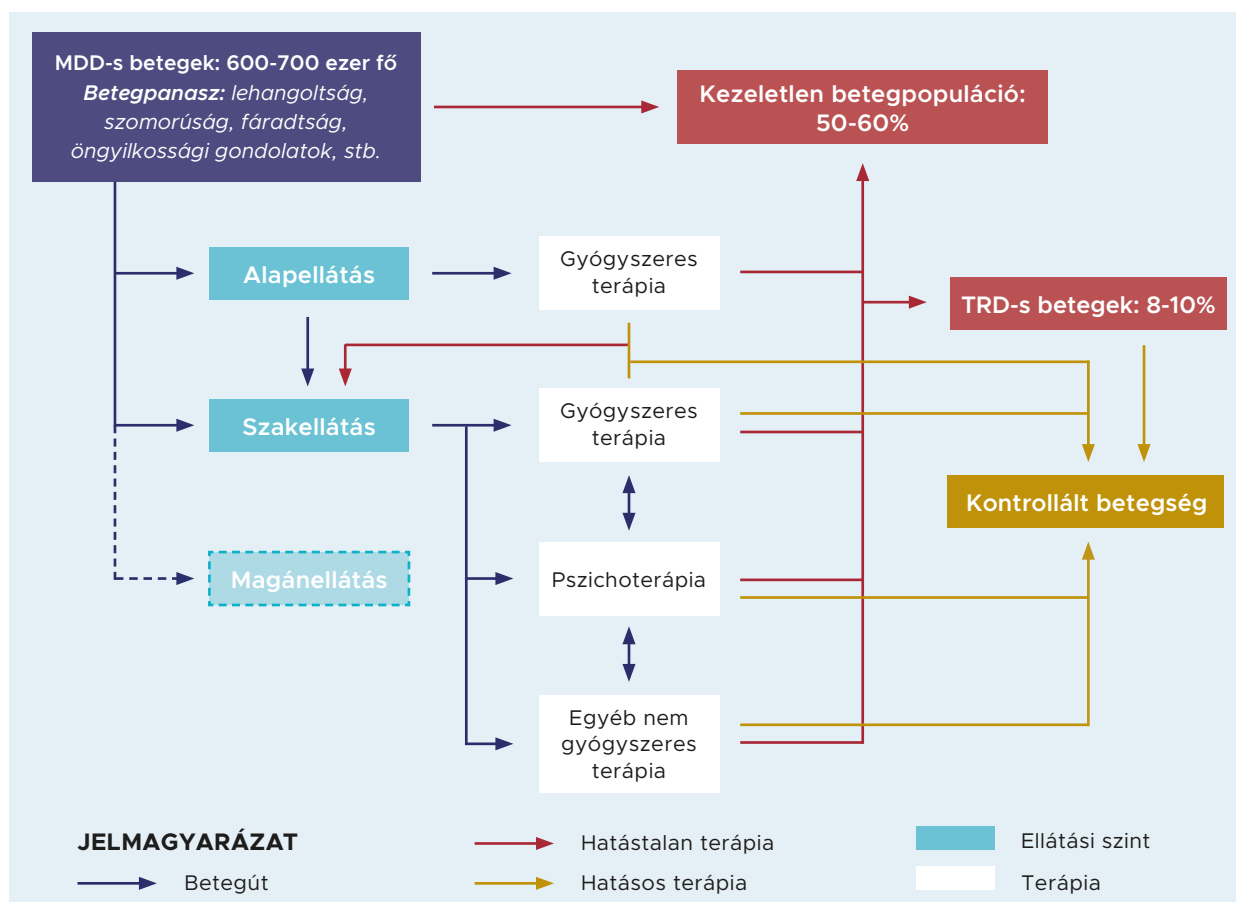 MDD-s betegek: 600-700 ezer fő
Betegpanasz: lehangoltság,
szomorúság, fáradtság,
öngyilkossági gondolatok, stb.
Kezeletlen betegpopuláció:
50-60%
Alapellátás
Gyógyszeres
terápia
TRD-s betegek: 8-10%
Szakellátás
Gyógyszeres
terápia
Kontrollált betegség
Magánellátás
Pszichoterápia
Egyéb nem
gyógyszeres
terápia
JELMAGYARÁZAT
Betegút
Hatástalan terápia
Hatásos terápia
Ellátási szint
Terápia